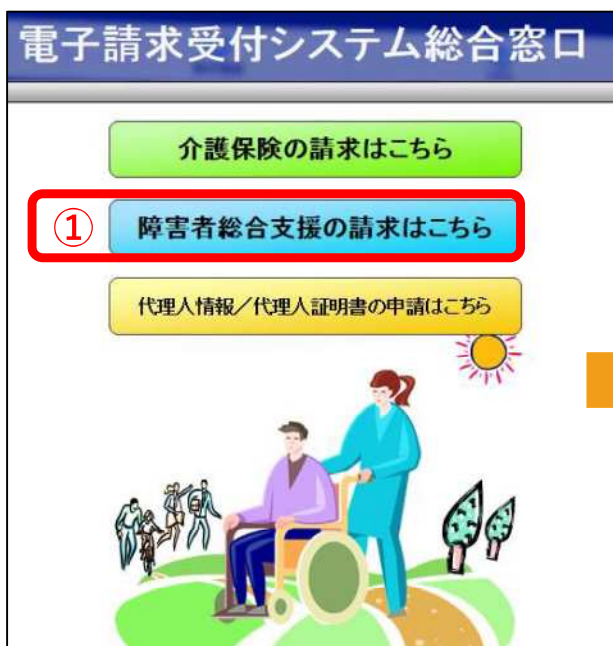 電子請求受付システム総合窓口
介護保険の請求はこちら
① 障害者総合支援の請求はこちら
代理人情報/代理人証明書の申請はこちら